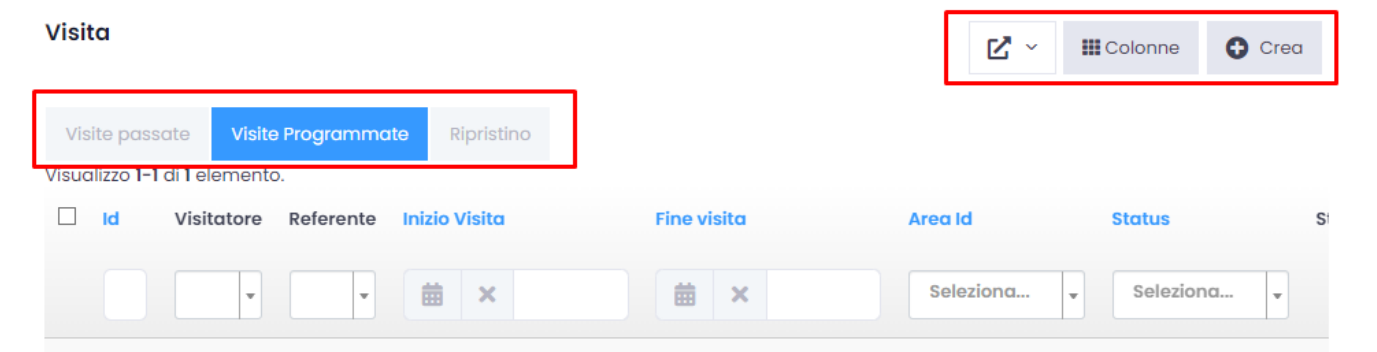 Visita
Colonne Crea
Visite passate Visite Programmate Ripristino
Visualizzo 1-1 di 1 elemento.
Id Visitatore Referente Inizio Visita Fine visita Area Id Status
Seleziona... Seleziona...